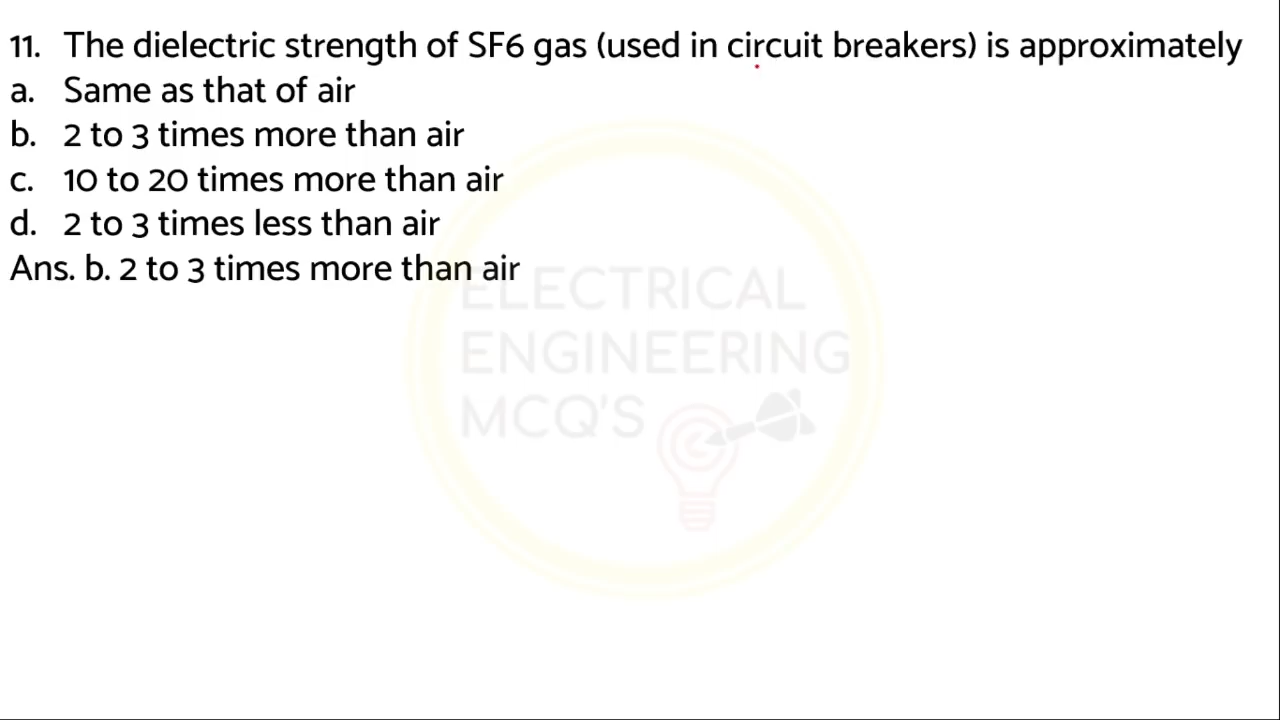 11. The dielectric strength of SF6 gas (used in circuit breakers) is approximately
a. Same as that of air
b. 2 to 3 times more than air
c. 10 to 20 times more than air
d. 2 to 3 times less than air
Ans. b. 2 to 3 times more than air
ELECTRICAL
ENGINEERING
MCQ'S